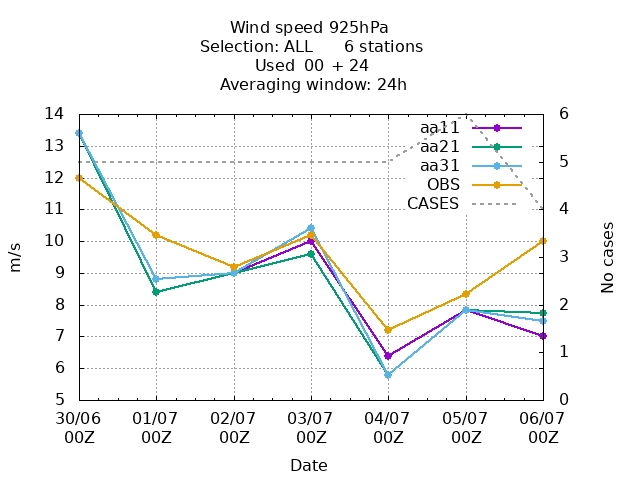 Wind speed 925hPa
Selection: ALL      6 stations
Used  00  + 24
Averaging window: 24h
14
13
12
11
10
9
8
7
6
5
6
5
4
3
2
1
0
m/s
No cases
aa11
aa21
aa31
OBS
CASES
30/06 01/07 02/07 03/07 04/07 05/07 06/07
00Z 00Z 00Z 00Z 00Z 00Z 00Z
Date